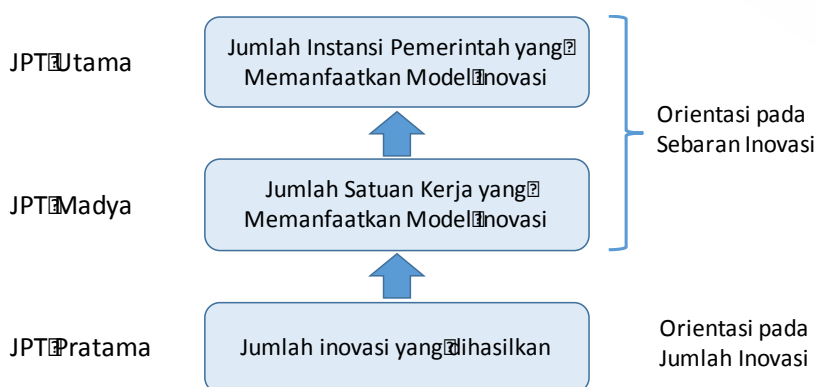 JPT Utama
Jumlah Instansi Pemerintah yang
Memanfaatkan Model Inovasi
Orientasi pada
Sebaran Inovasi
JPT Madya
Jumlah Satuan Kerja yang
Memanfaatkan Model Inovasi
JPT Pratama
Jumlah inovasi yang dihasilkan
Orientasi pada
Jumlah Inovasi